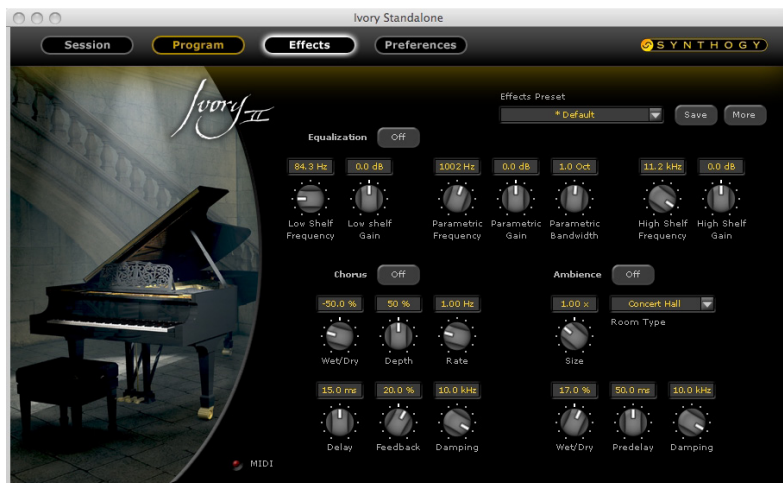 Ivory Standalone
Session Program Effects Preferences SYNTHOGY
Ivory II
Effects Preset
* Default Save More
Equalization Off
84.3 Hz 0.0 dB 1002 Hz 0.0 dB 1.0 Oct 11.2 kHz 0.0 dB
Low Shelf Low shelf Parametric Parametric Parametric High Shelf High Shelf
Frequency Gain Frequency Gain Bandwidth Frequency Gain
Chorus Off Ambience Off
-50.0 % 50 % 1.00 Hz 1.00 x Concert Hall
Room Type
Wet/Dry Depth Rate Size
15.0 ms 20.0 % 10.0 kHz 17.0 % 50.0 ms 10.0 kHz
Delay Feedback Damping Wet/Dry Predelay Damping
MIDI